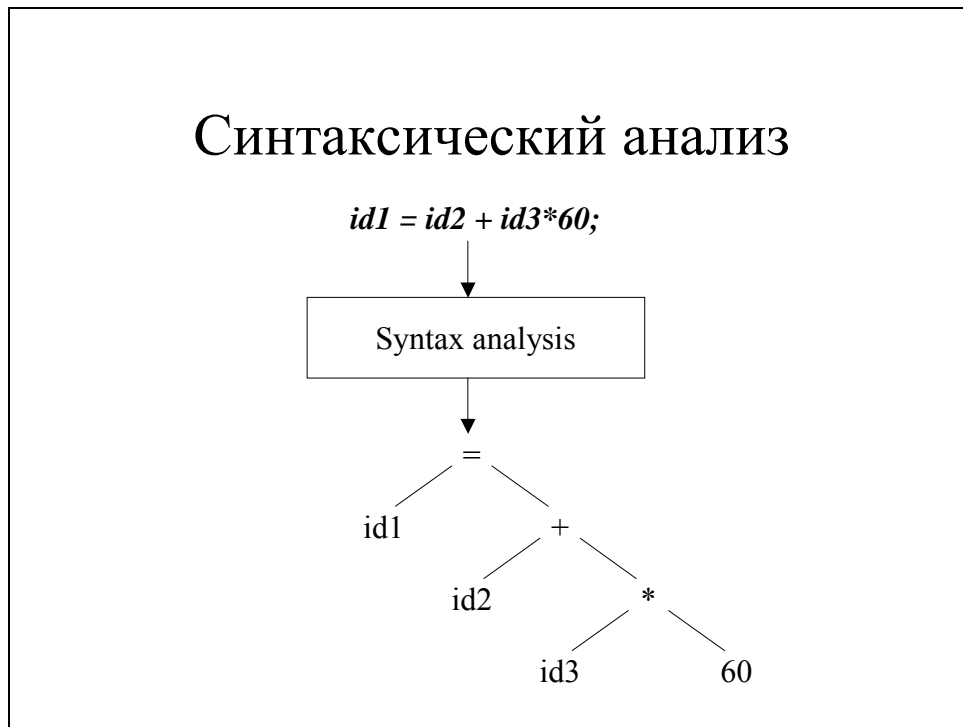 Синтаксический анализ
id1 = id2 + id3*60;
Syntax analysis
=
id1 +
id2 *
id3 60